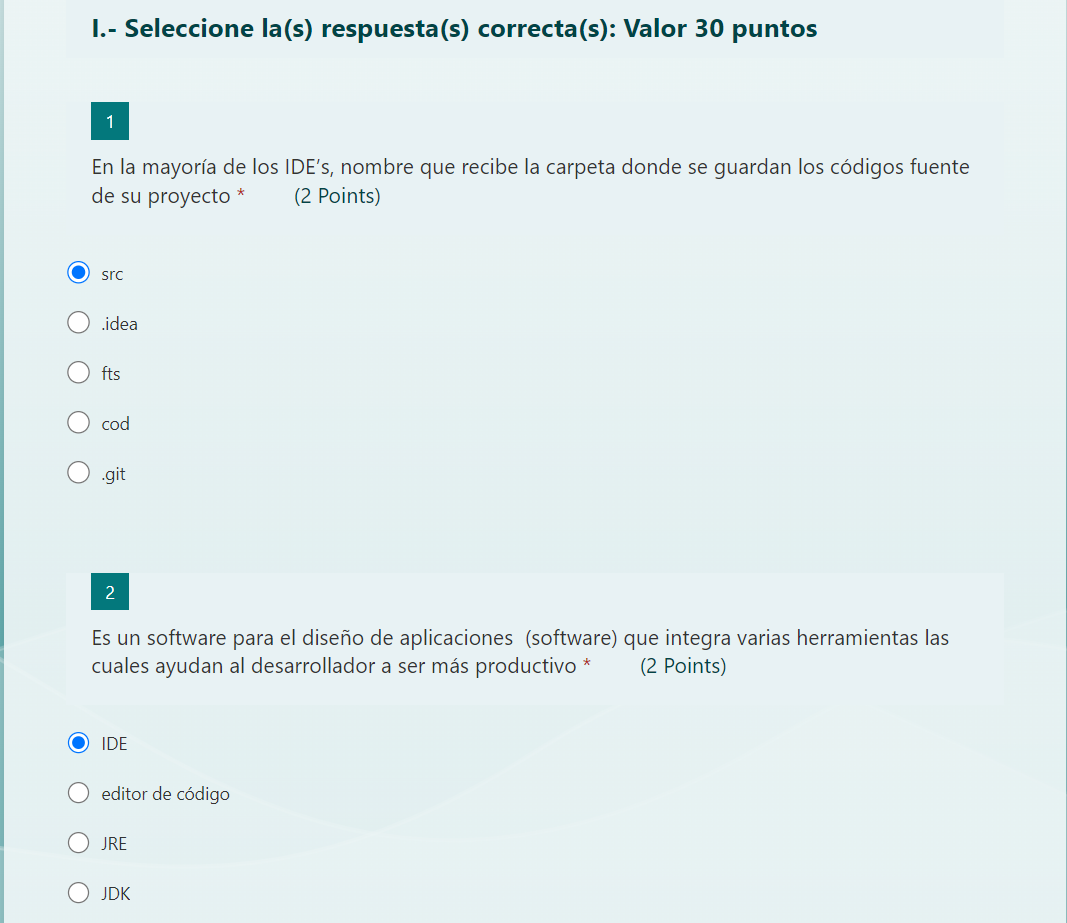 I.- Seleccione la(s) respuesta(s) correcta(s): Valor 30 puntos
1
En la mayoría de los IDE’s, nombre que recibe la carpeta donde se guardan los códigos fuente
de su proyecto * (2 Points)
src
.idea
fts
cod
.git
2
Es un software para el diseño de aplicaciones (software) que integra varias herramientas las
cuales ayudan al desarrollador a ser más productivo * (2 Points)
IDE
editor de código
JRE
JDK